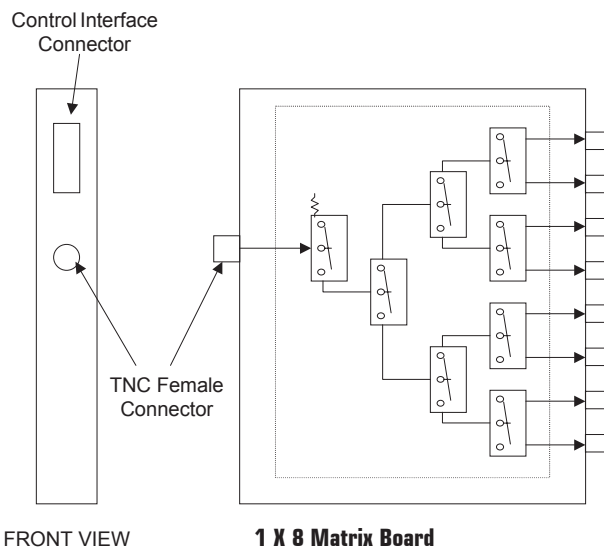 Control Interface
Connector
TNC Female
Connector
FRONT VIEW
1 X 8 Matrix Board